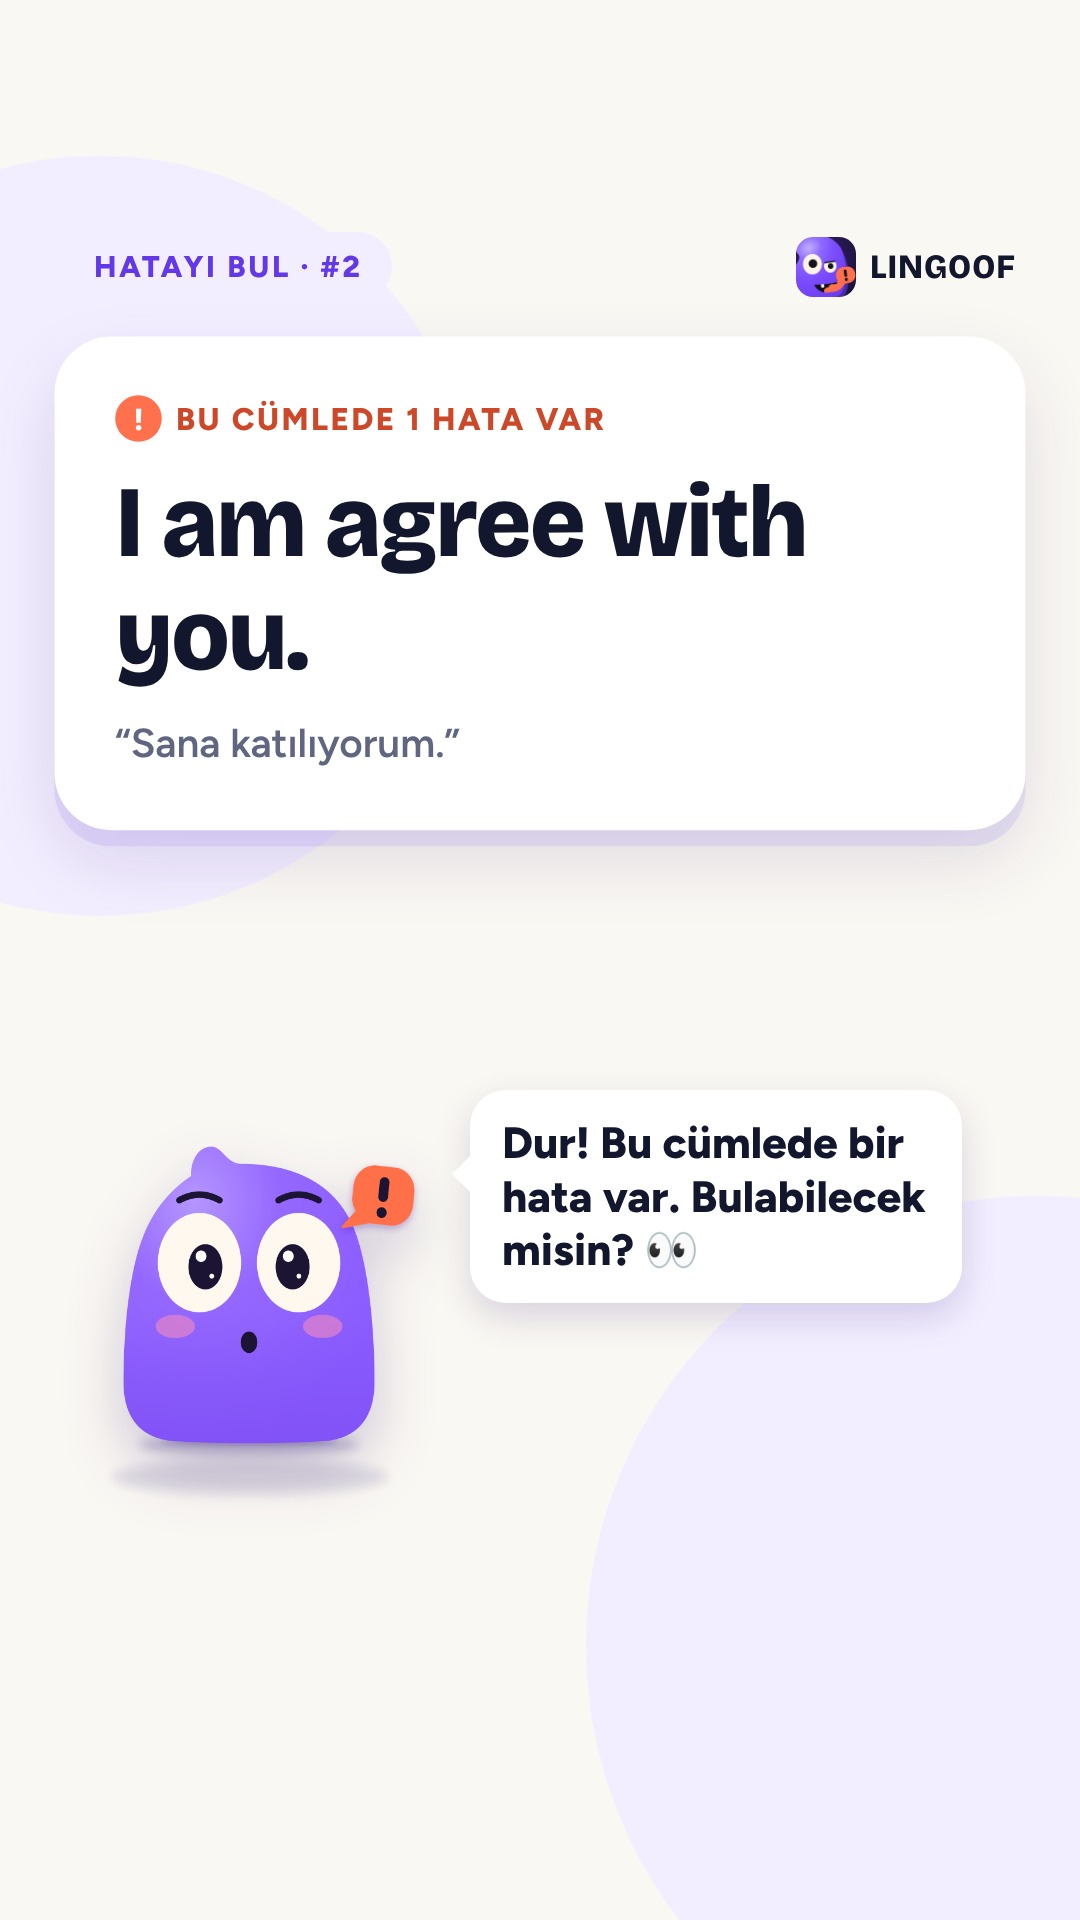 HATAYI BUL · #2
LINGOOF
! BU CÜMLEDE 1 HATA VAR
I am agree with
you.
“Sana katılıyorum.”
Dur! Bu cümlede bir
hata var. Bulabilecek
misin? 👀
!